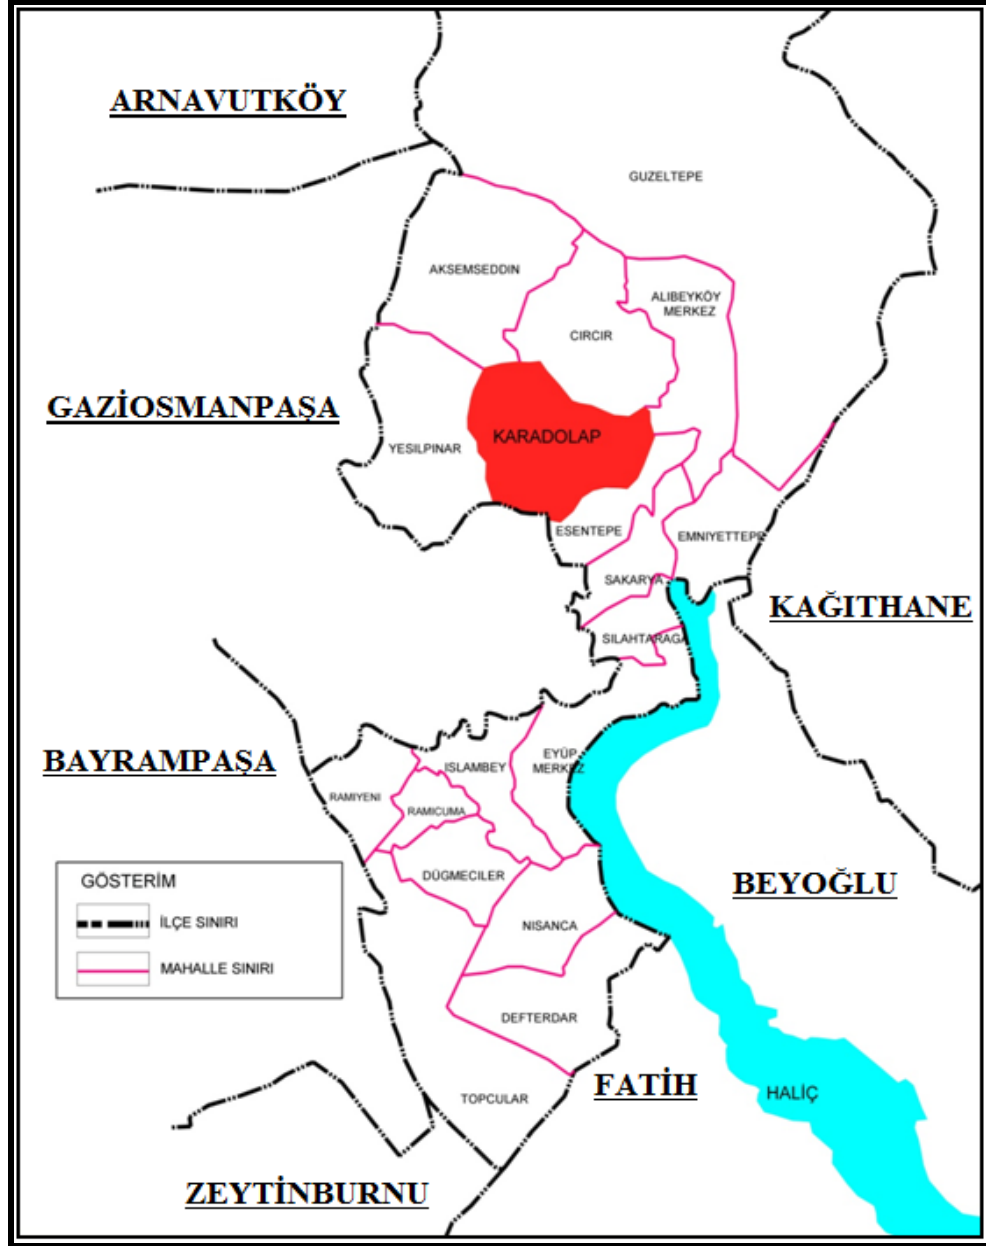 ARNAVUTKÖY
GUZELTEPE
AKSEMSEDDIN
ALIBEYKÖY
MERKEZ
CIRCIR
GAZİOSMANPAŞA
KARADOLAP
YESILPINAR
ESENTEPE
EMNIYETTEPE
SAKARYA
KAĞITHANE
SILAHTARAGA
BAYRAMPAŞA
EYÜP
MERKEZ
ISLAMBEY
RAMIYENI
RAMICUMA
DÜGMECILER
BEYOĞLU
GÖSTERİM
İLÇE SINIRI
MAHALLE SINIRI
NISANCA
DEFTERDAR
FATİH
HALİÇ
TOPCULAR
ZEYTİNBURNU